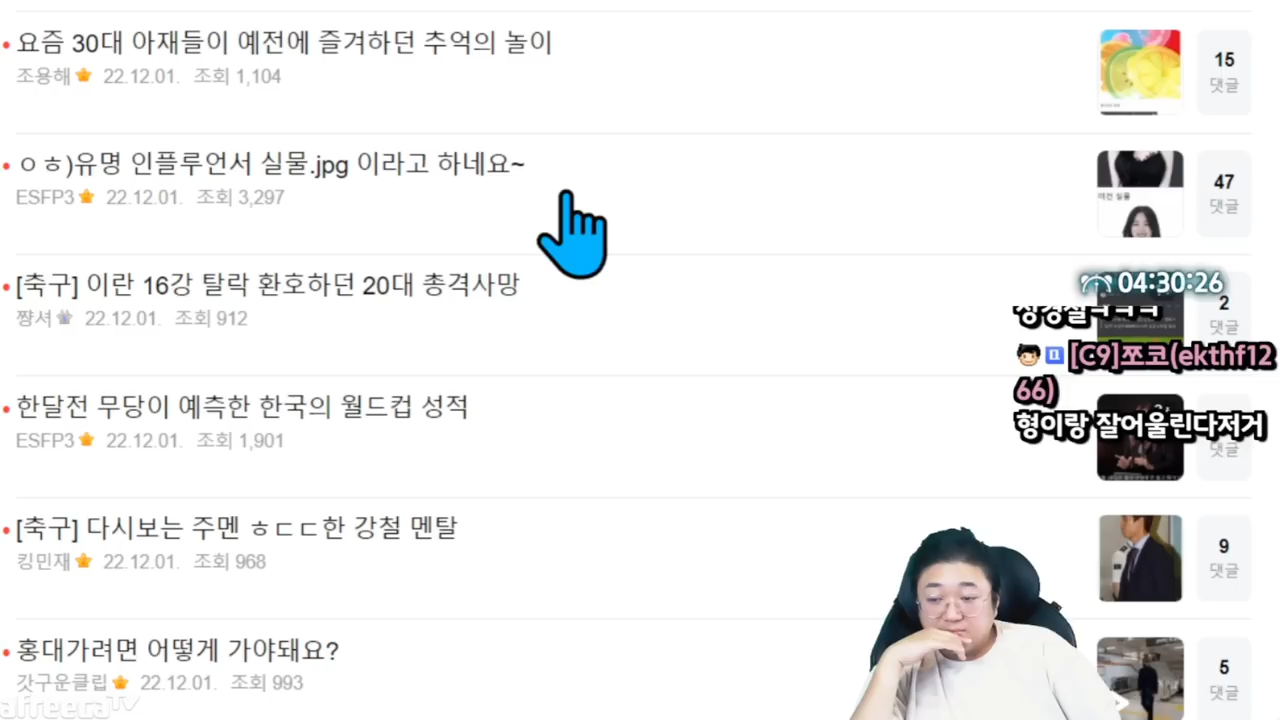 요즘 30대 아재들이 예전에 즐겨하던 추억의 놀이
조용해 22.12.01. 조회 1,104
15
댓글
ㅇㅎ)유명 인플루언서 실물.jpg 이라고 하네요~
ESFP3 22.12.01. 조회 3,297
47
댓글
[축구] 이란 16강 탈락 환호하던 20대 총격사망
쨩셔 22.12.01. 조회 912
04:30:26
2
댓글
[C9]쪼코(ekthf12
66)
형이랑 잘어울린다저거
한달전 무당이 예측한 한국의 월드컵 성적
ESFP3 22.12.01. 조회 1,901
댓글
[축구] 다시보는 주멘 ㅎㄷㄷ한 강철 멘탈
킹민재 22.12.01. 조회 968
9
댓글
홍대가려면 어떻게 가야돼요?
갓구운클립 22.12.01. 조회 993
5
댓글
afreecaTV